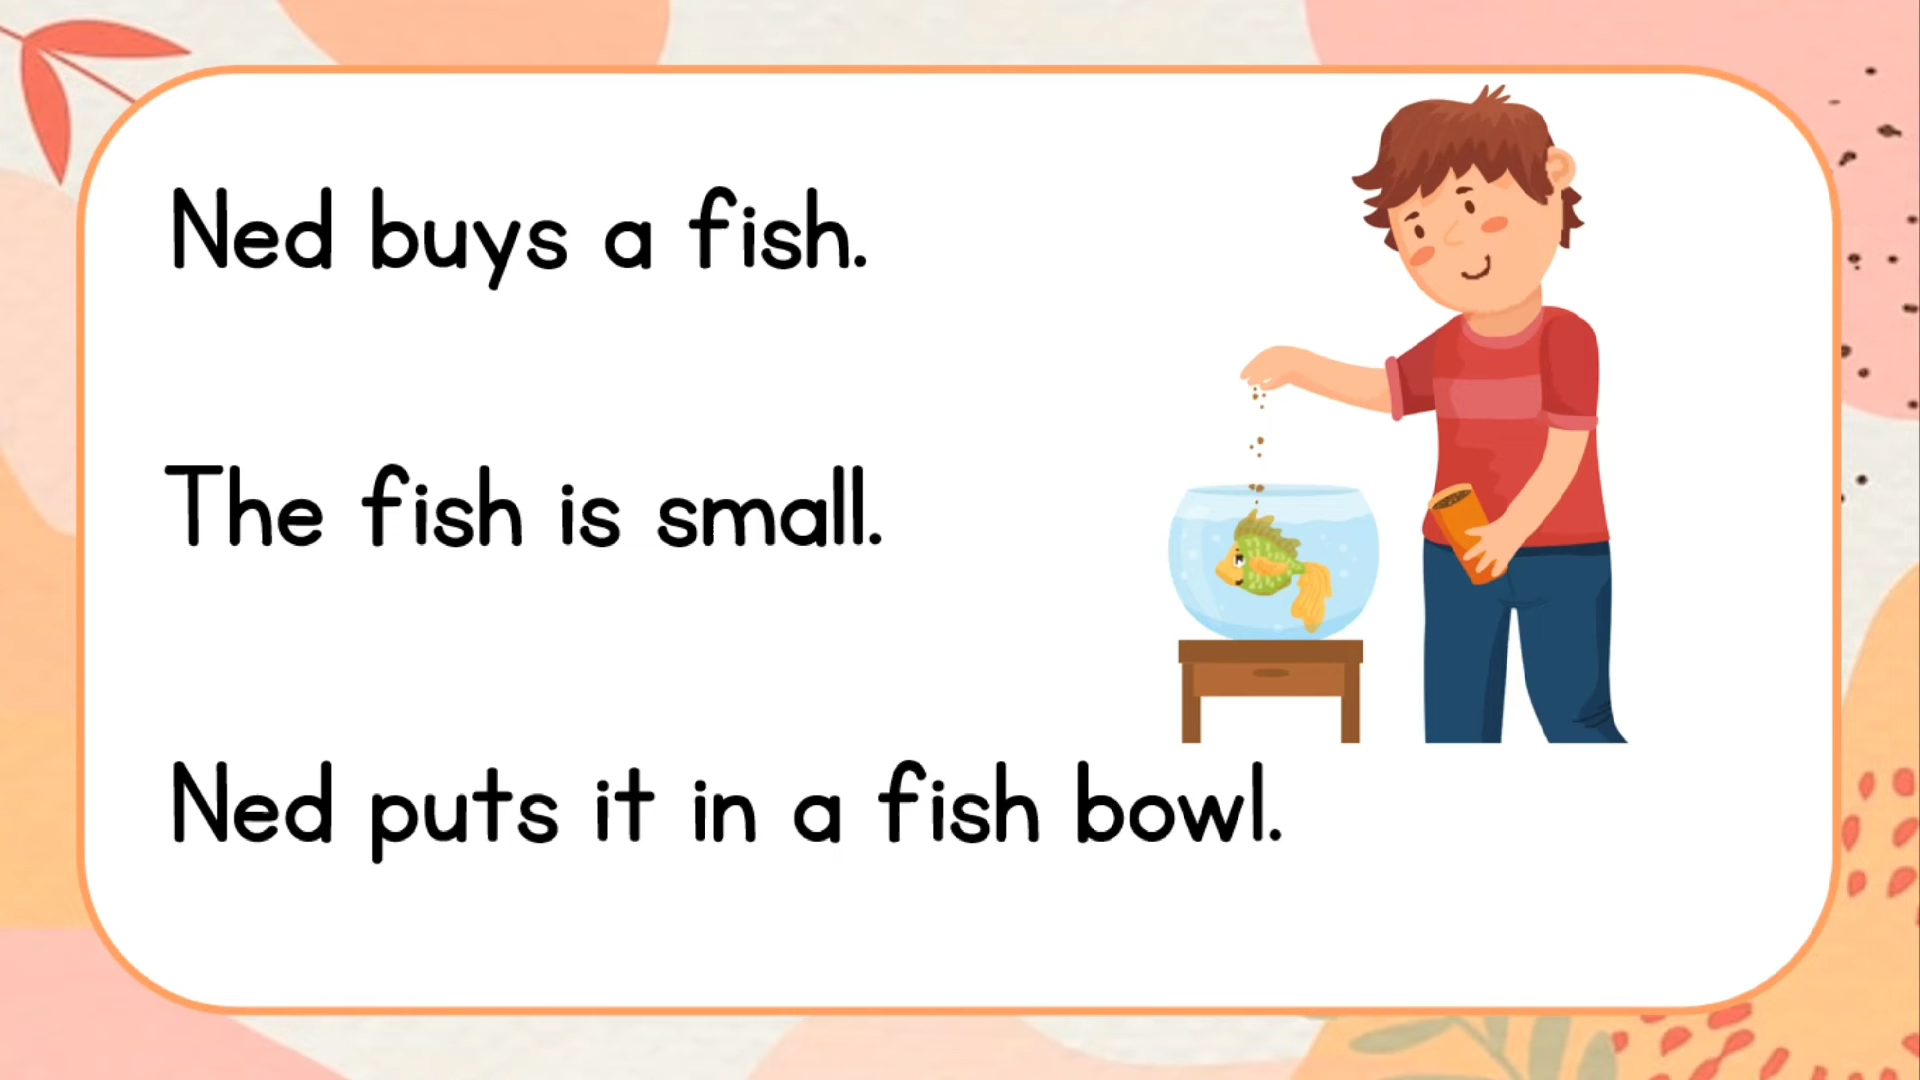 Ned buys a fish.
The fish is small.
Ned puts it in a fish bowl.